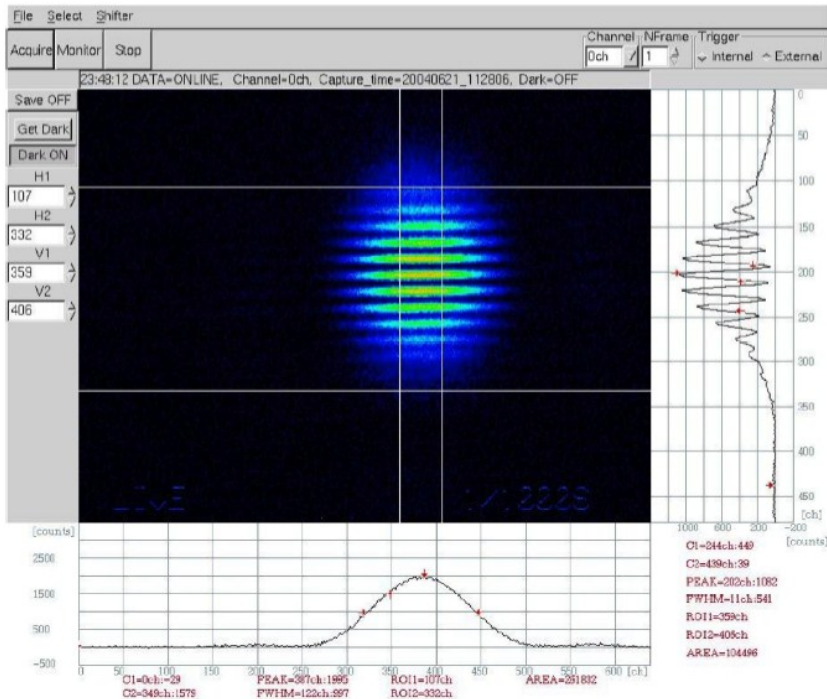 File Select Shifter
Acquire Monitor Stop
Channel NFrame Trigger
0ch 1 Internal External
23:48:12 DATA=ONLINE, Channel=0ch, Capture_time=20040621_112806, Dark=OFF
Save OFF
Get Dark
Dark ON
H1
107
H2
332
V1
359
V2
406
0
50
100
150
200
250
300
350
400
450
[ch]
1000 600 200 -200
[counts]
LIVE
1/1000S
[counts]
2500
1500
500
-500
0 50 100 150 200 250 300 350 400 450 500 550 600 [ch]
C1=0ch:-29 PEAK=387ch:1995 ROI1=107ch AREA=251832
C2=349ch:1579 FWHM=122ch:997 ROI2=332ch
C1=244ch:449
C2=439ch:39
PEAK=202ch:1082
FWHM=11ch:541
ROI1=359ch
ROI2=406ch
AREA=104496